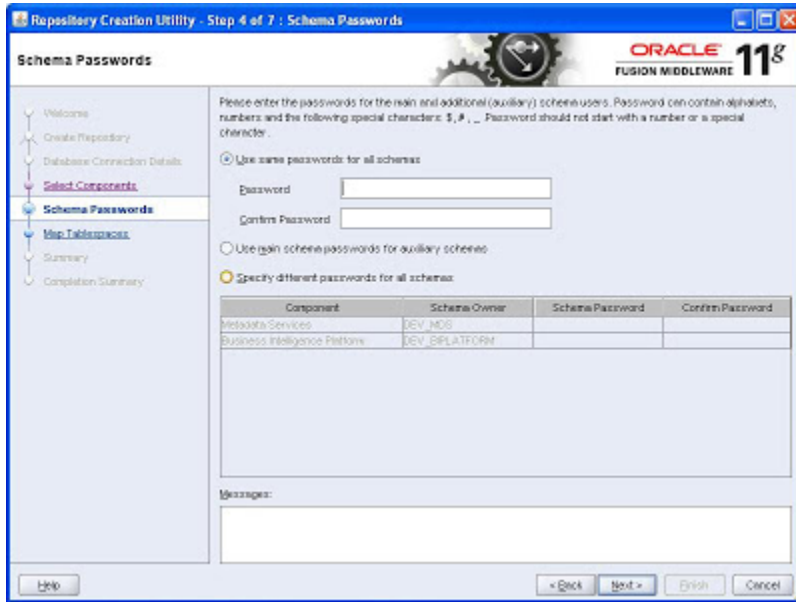 Repository Creation Utility - Step 4 of 7 : Schema Passwords
Schema Passwords
ORACLE
FUSION MIDDLEWARE
11g
Welcome
Create Repository
Database Connection Details
Select Components
Schema Passwords
Map Tablespaces
Summary
Completion Summary
Please enter the passwords for the main and additional (auxiliary) schema users. Password can contain alphabets,
numbers and the following special characters: $, #, _ . Password should not start with a number or a special
character.
Use same passwords for all schemas
Password
Confirm Password
Use main schema passwords for auxiliary schemas
Specify different passwords for all schemas
Component Schema Owner Schema Password Confirm Password
Metadata Services DEV_MDS
Business Intelligence Platform DEV_BIPLATFORM
Messages:
Help < Back Next > Finish Cancel